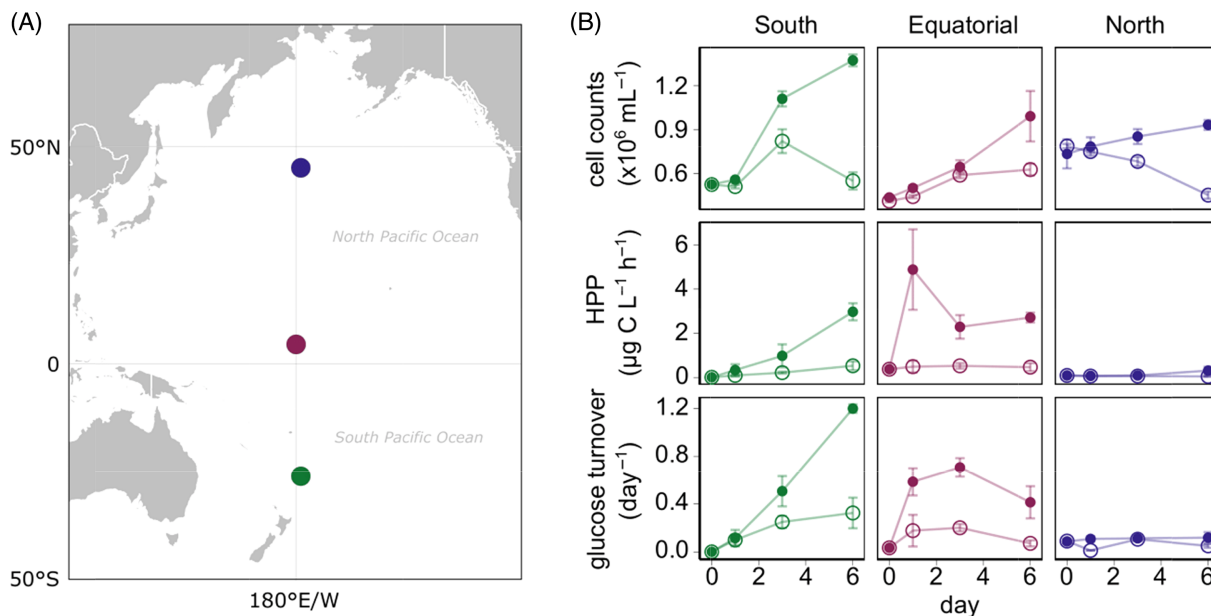 (A)
50°N
North Pacific Ocean
0
South Pacific Ocean
50°S
180°E/W
(B)
South Equatorial North
cell counts
(x10⁶ mL⁻¹)
1.2
0.9
0.6
HPP
(µg C L⁻¹ h⁻¹)
6
4
2
0
glucose turnover
(day⁻¹)
1.2
0.8
0.4
0.0
0 2 4 6 0 2 4 6 0 2 4 6
day